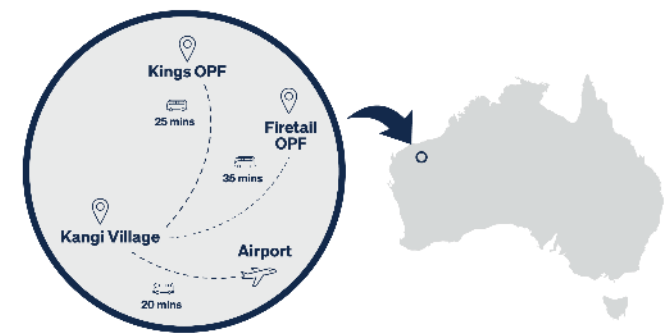 Kings OPF
25 mins
Firetail
OPF
35 mins
Kangi Village
Airport
20 mins